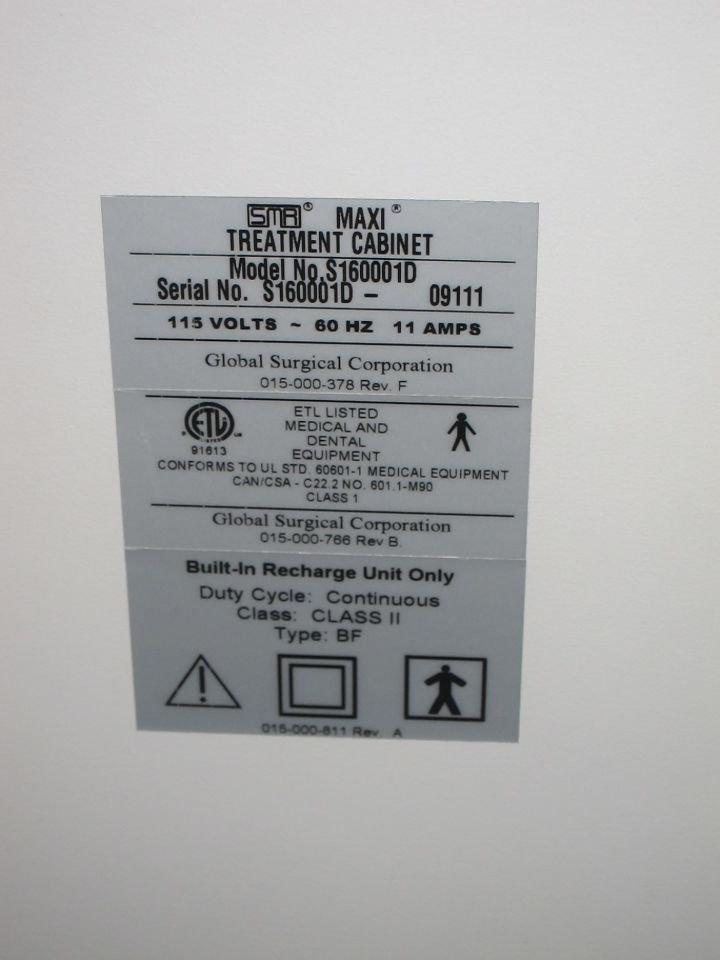 SMR® MAXI®
TREATMENT CABINET
Model No.S160001D
Serial No. S160001D - 09111
115 VOLTS ~ 60 HZ 11 AMPS
Global Surgical Corporation
015-000-378 Rev. F
ETL LISTED
MEDICAL AND
DENTAL
EQUIPMENT
ETL
91613
CONFORMS TO UL STD. 60601-1 MEDICAL EQUIPMENT
CAN/CSA - C22.2 NO. 601.1-M90
CLASS 1
Global Surgical Corporation
015-000-766 Rev B.
Built-In Recharge Unit Only
Duty Cycle: Continuous
Class: CLASS II
Type: BF
!
015-000-811 Rev. A